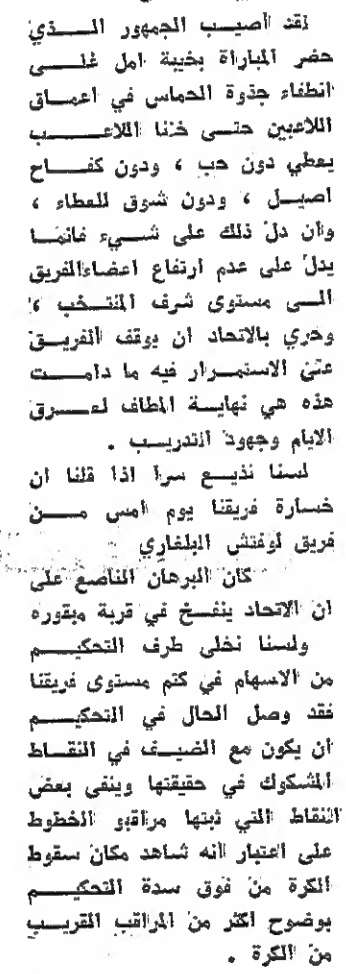 لقد أصيب الجمهور الذي
حضر المباراة بخيبة امل على
انطفاء جذوة الحماس في اعماق
اللاعبين حتى خلنا اللاعب
يعطي دون حب ، ودون كفاح
اصيل ، ودون شوق للعطاء ،
وان دلّ ذلك على شيء فانما
يدلّ على عدم ارتفاع اعضاء الفريق
الى مستوى شرف المنتخب ،
وحري بالاتحاد ان يوقف الفريق
عن الاستمرار فيه ما دامت
هذه هي نهاية المطاف لعرق
الايام وجهود التدريب .
لسنا نذيع سراً اذا قلنا ان
خسارة فريقنا يوم امس من
فريق لوفتش البلغاري
كان البرهان الناصع على
ان الاتحاد ينفخ في قربة مبقوره
ولسنا نخلى طرف التحكيم
من الاسهام في كتم مستوى فريقنا
فقد وصل الحال في التحكيم
ان يكون مع الضيف في النقاط
المشكوك في حقيقتها وينفى بعض
النقاط التي ثبتها مراقبو الخطوط
على اعتبار انه شاهد مكان سقوط
الكرة من فوق سدة التحكيم
بوضوح اكثر من المراقب القريب
من الكرة .